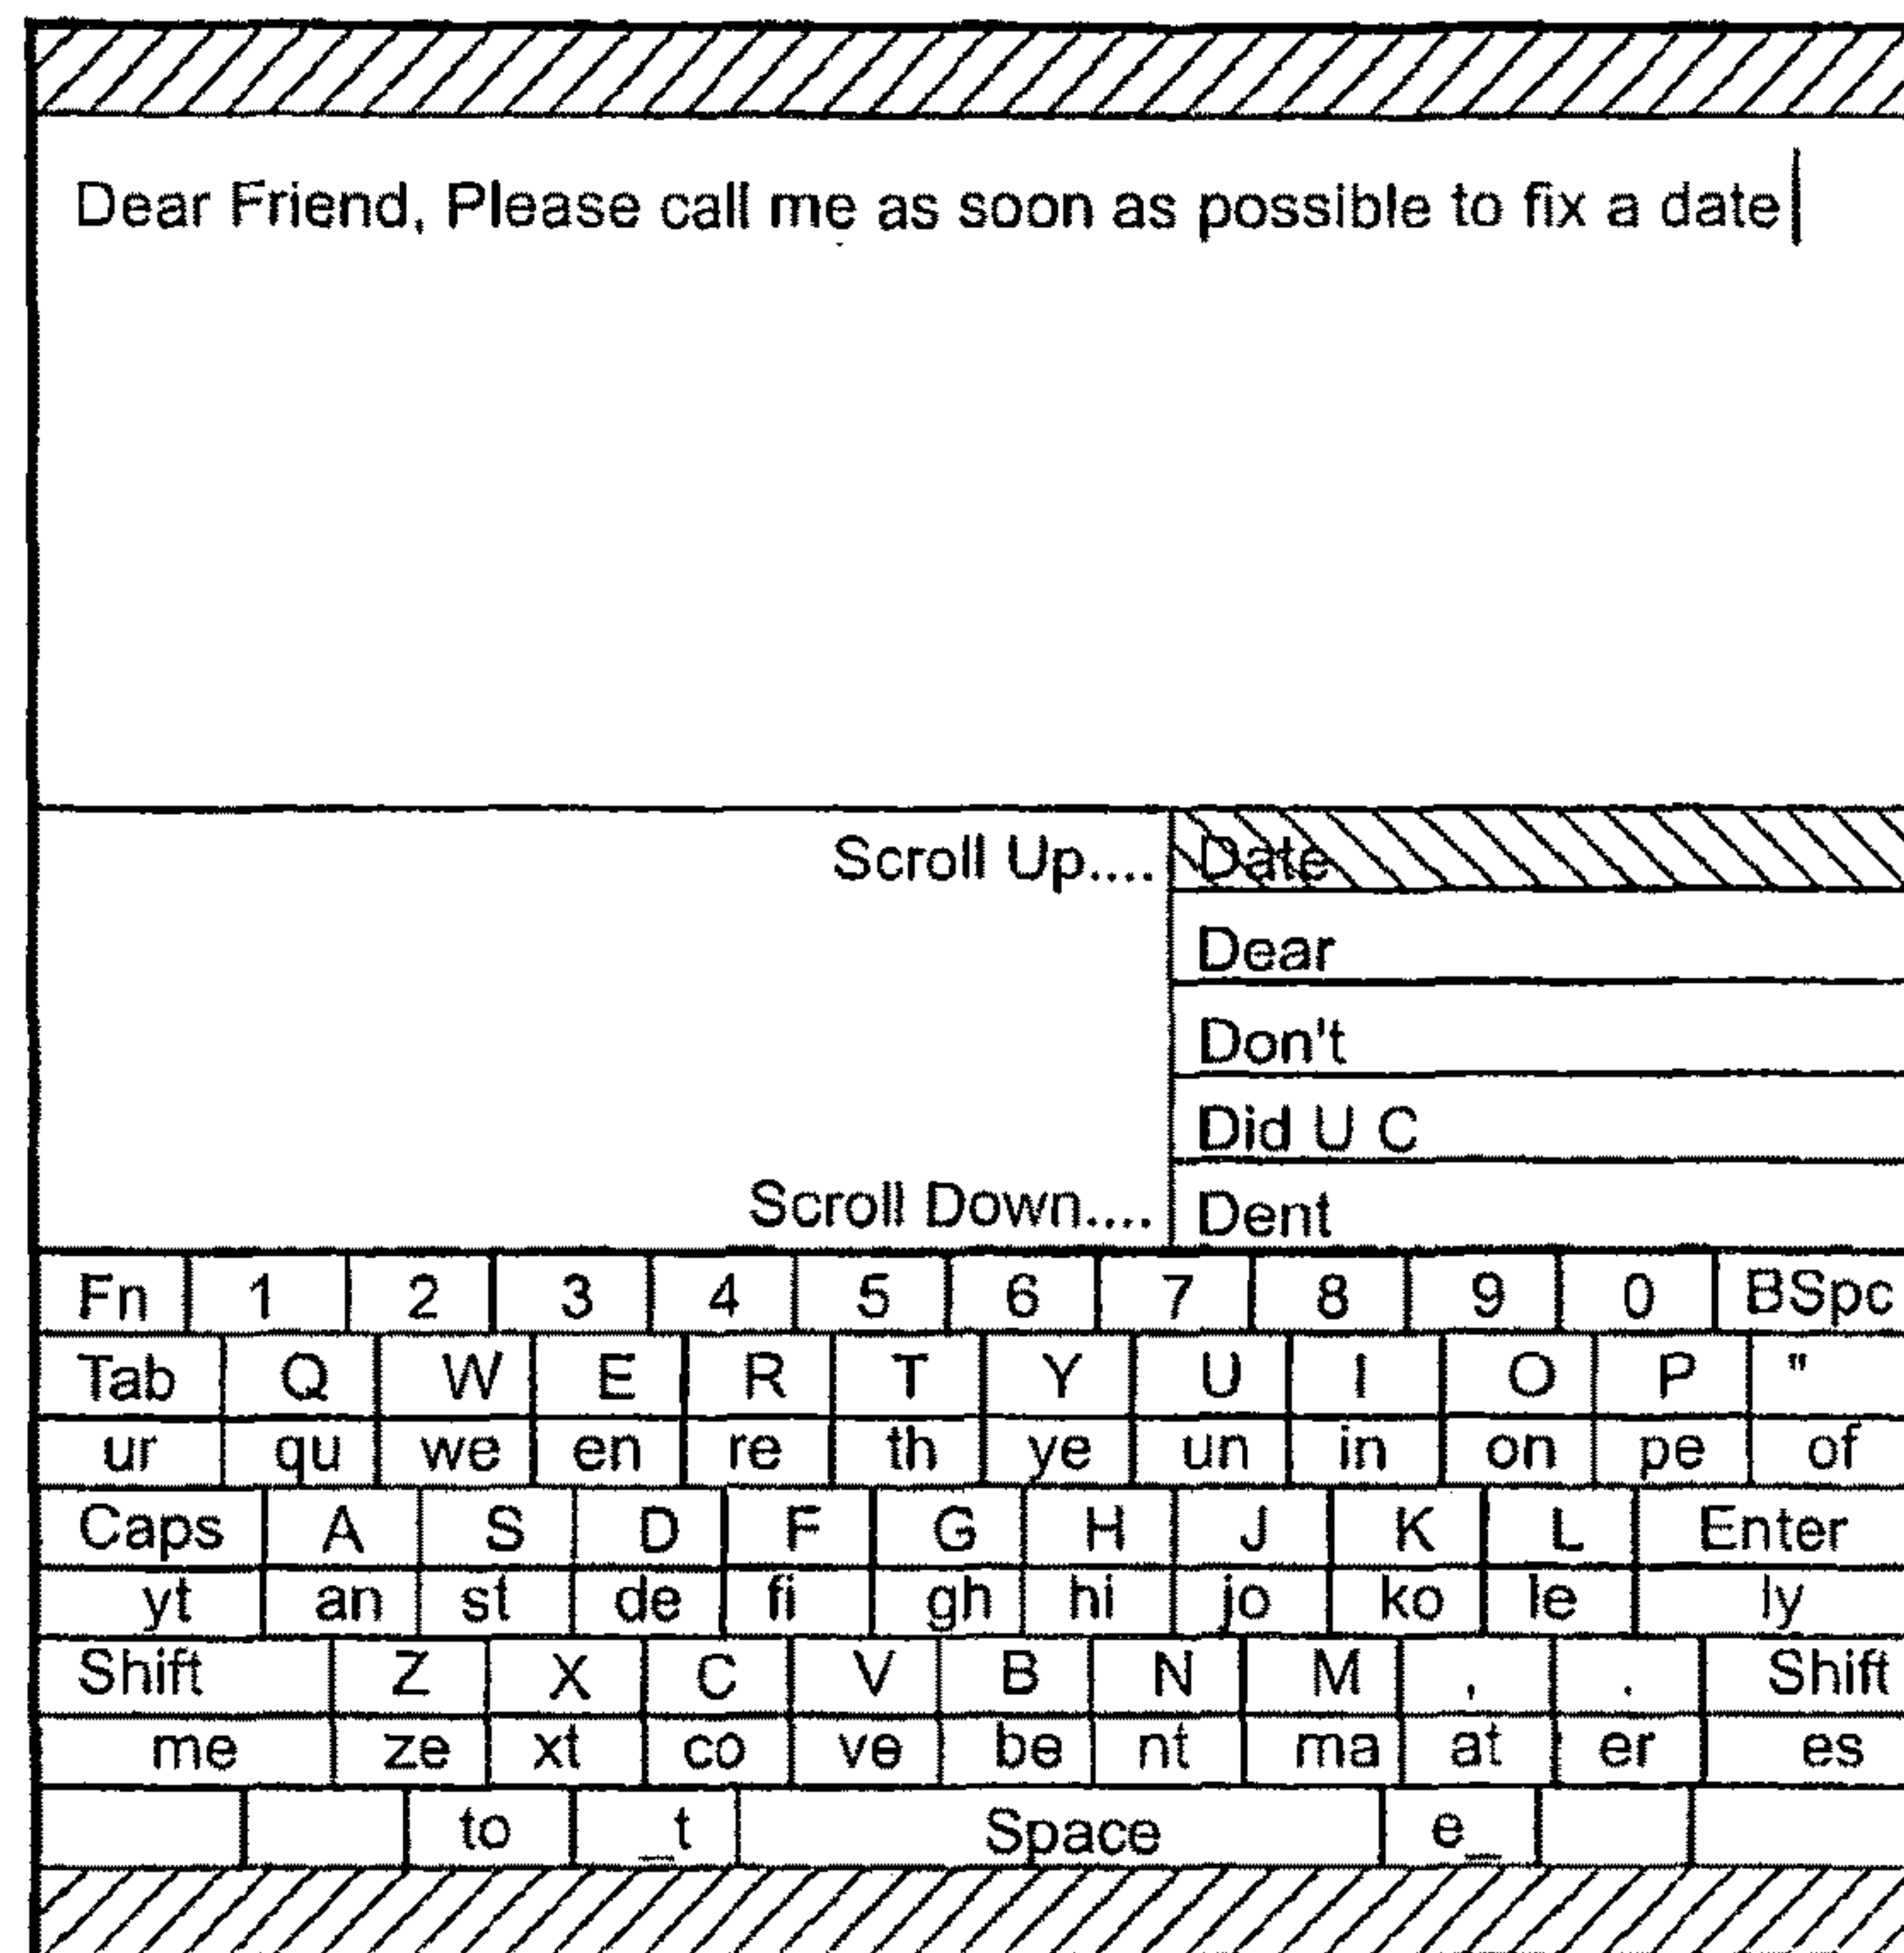 Dear Friend, Please call me as soon as possible to fix a date
Scroll Up.... Date
Dear
Don't
Did U C
Scroll Down.... Dent
Fn 1 2 3 4 5 6 7 8 9 0 BSpc
Tab Q W E R T Y U I O P "
ur qu we en re th ye un in on pe of
Caps A S D F G H J K L Enter
yt an st de fi gh hi jo ko le ly
Shift Z X C V B N M , . Shift
me ze xt co ve be nt ma at er es
to _t Space e_